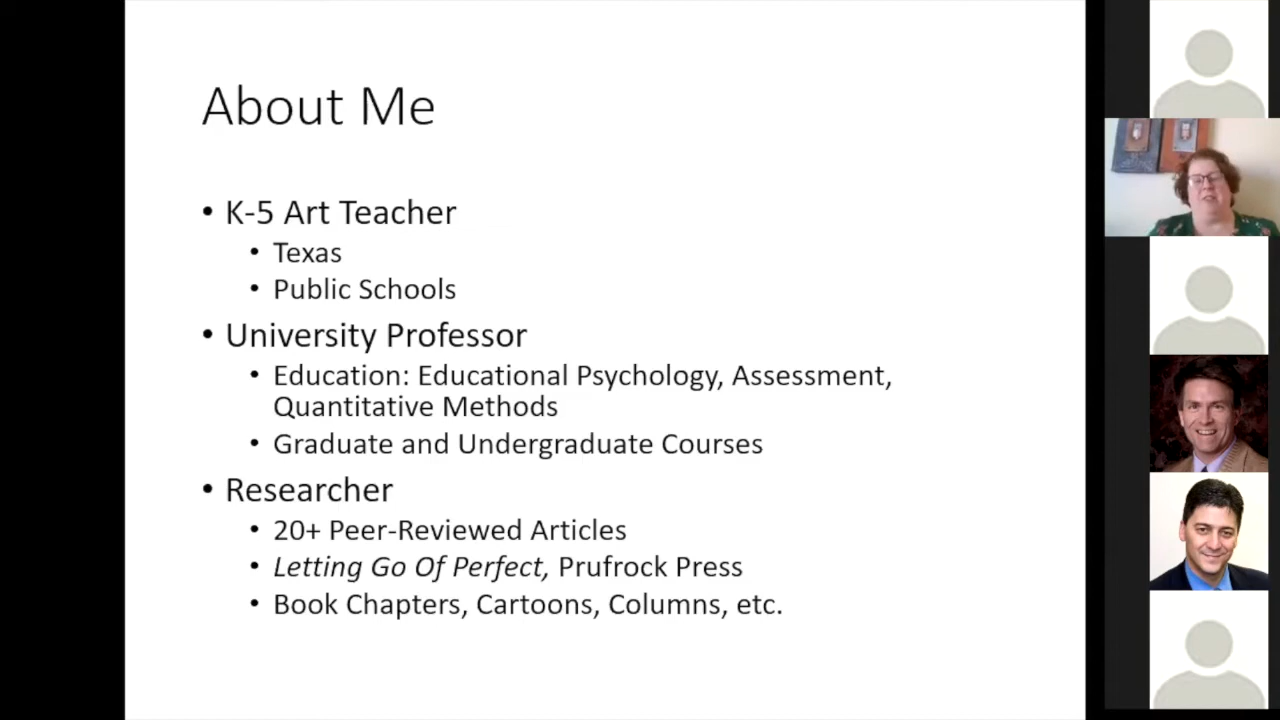 About Me
• K-5 Art Teacher
• Texas
• Public Schools
• University Professor
• Education: Educational Psychology, Assessment,
Quantitative Methods
• Graduate and Undergraduate Courses
• Researcher
• 20+ Peer-Reviewed Articles
• Letting Go Of Perfect, Prufrock Press
• Book Chapters, Cartoons, Columns, etc.